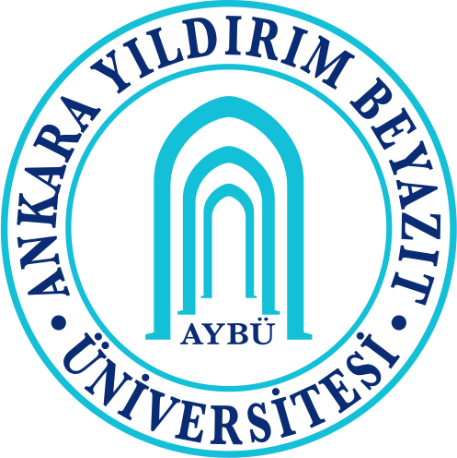 ANKARA YILDIRIM BEYAZIT
ÜNİVERSİTESİ
AYBÜ